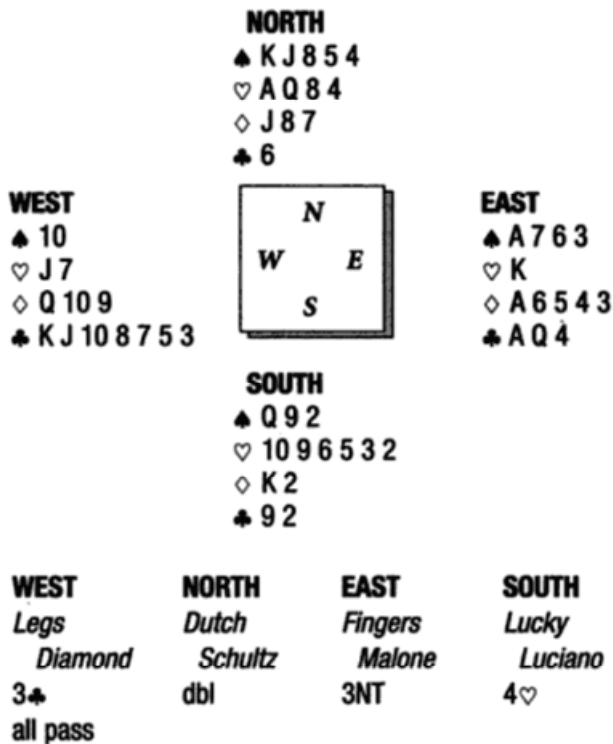 NORTH
♠ K J 8 5 4
♡ A Q 8 4
♢ J 8 7
♣ 6
WEST
♠ 10
♡ J 7
♢ Q 10 9
♣ K J 10 8 7 5 3
N
W E
S
EAST
♠ A 7 6 3
♡ K
♢ A 6 5 4 3
♣ A Q 4
SOUTH
♠ Q 9 2
♡ 10 9 6 5 3 2
♢ K 2
♣ 9 2
WEST NORTH EAST SOUTH
Legs Dutch Fingers Lucky
Diamond Schultz Malone Luciano
3♣ dbl 3NT 4♡
all pass